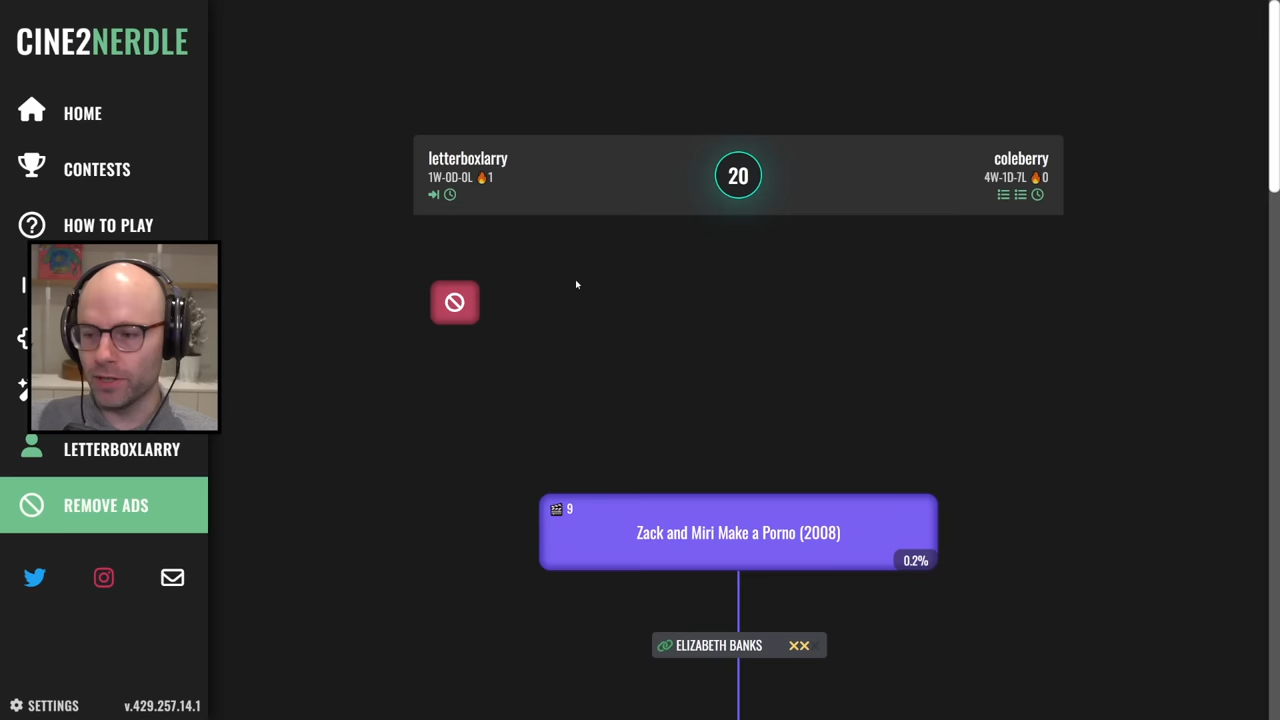 CINE2NERDLE
HOME
CONTESTS
HOW TO PLAY
LETTERBOXLARRY
REMOVE ADS
SETTINGS
v.429.257.14.1
letterboxlarry
1W-0D-0L 🔥1
20
coleberry
4W-1D-7L 🔥0
🎬 9
Zack and Miri Make a Porno (2008)
0.2%
ELIZABETH BANKS